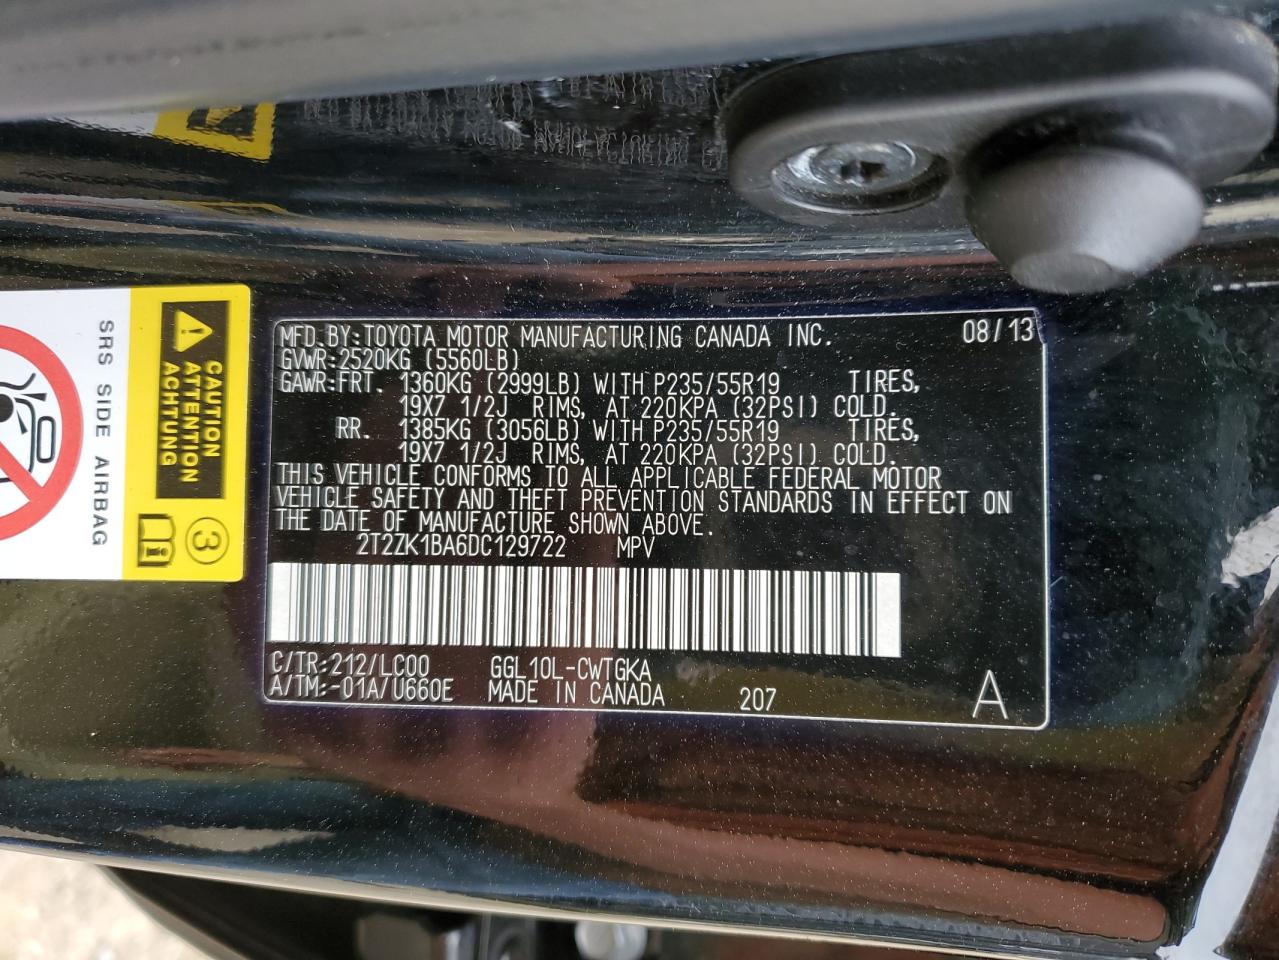 MFD.BY:TOYOTA MOTOR MANUFACTURING CANADA INC. 08/13
GVWR:2520KG (5560LB)
GAWR:FRT. 1360KG (2999LB) WITH P235/55R19 TIRES,
19X7 1/2J RIMS, AT 220KPA (32PSI) COLD.
RR. 1385KG (3056LB) WITH P235/55R19 TIRES,
19X7 1/2J RIMS, AT 220KPA (32PSI) COLD.
THIS VEHICLE CONFORMS TO ALL APPLICABLE FEDERAL MOTOR
VEHICLE SAFETY AND THEFT PREVENTION STANDARDS IN EFFECT ON
THE DATE OF MANUFACTURE SHOWN ABOVE.
2T2ZK1BA6DC129722 MPV
C/TR:212/LC00 GGL10L-CWTGKA
A/TM:-01A/U660E MADE IN CANADA 207 A
CAUTION
ATTENTION
ACHTUNG
3
SRS SIDE AIRBAG